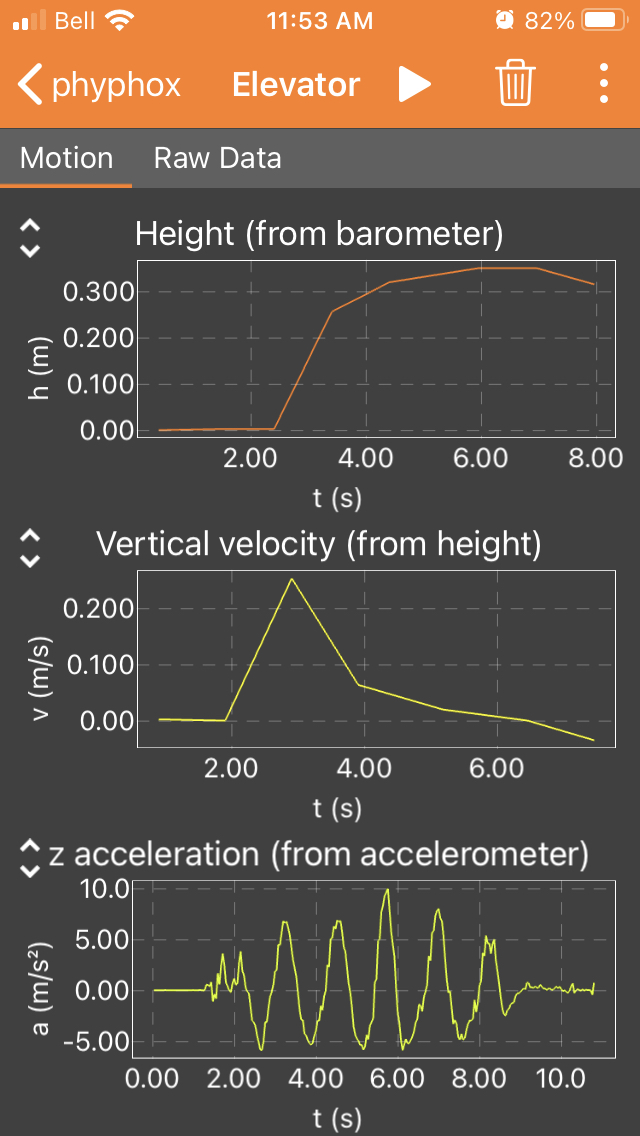 Bell 11:53 AM 82%
phyphox Elevator
Motion Raw Data
Height (from barometer)
0.300
0.200
0.100
0.00
h (m)
2.00 4.00 6.00 8.00
t (s)
Vertical velocity (from height)
0.200
0.100
0.00
v (m/s)
2.00 4.00 6.00
t (s)
z acceleration (from accelerometer)
10.0
5.00
0.00
-5.00
a (m/s²)
0.00 2.00 4.00 6.00 8.00 10.0
t (s)